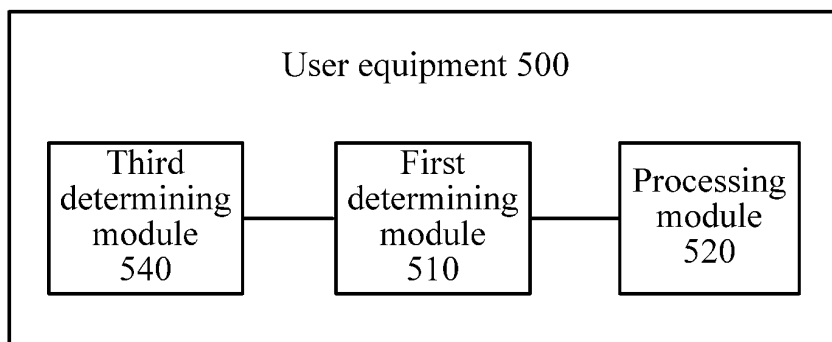 User equipment 500
Third
determining
module
540
First
determining
module
510
Processing
module
520